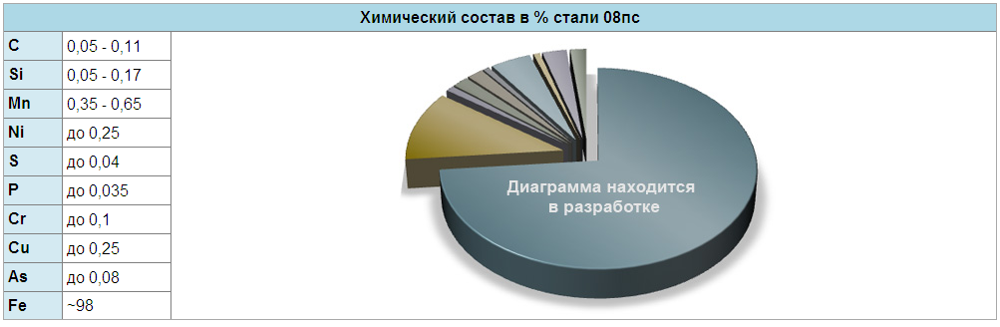 Химический состав в % стали 08пс
C 0,05 - 0,11
Si 0,05 - 0,17
Mn 0,35 - 0,65
Ni до 0,25
S до 0,04
P до 0,035
Cr до 0,1
Cu до 0,25
As до 0,08
Fe ~98
Диаграмма находится
в разработке